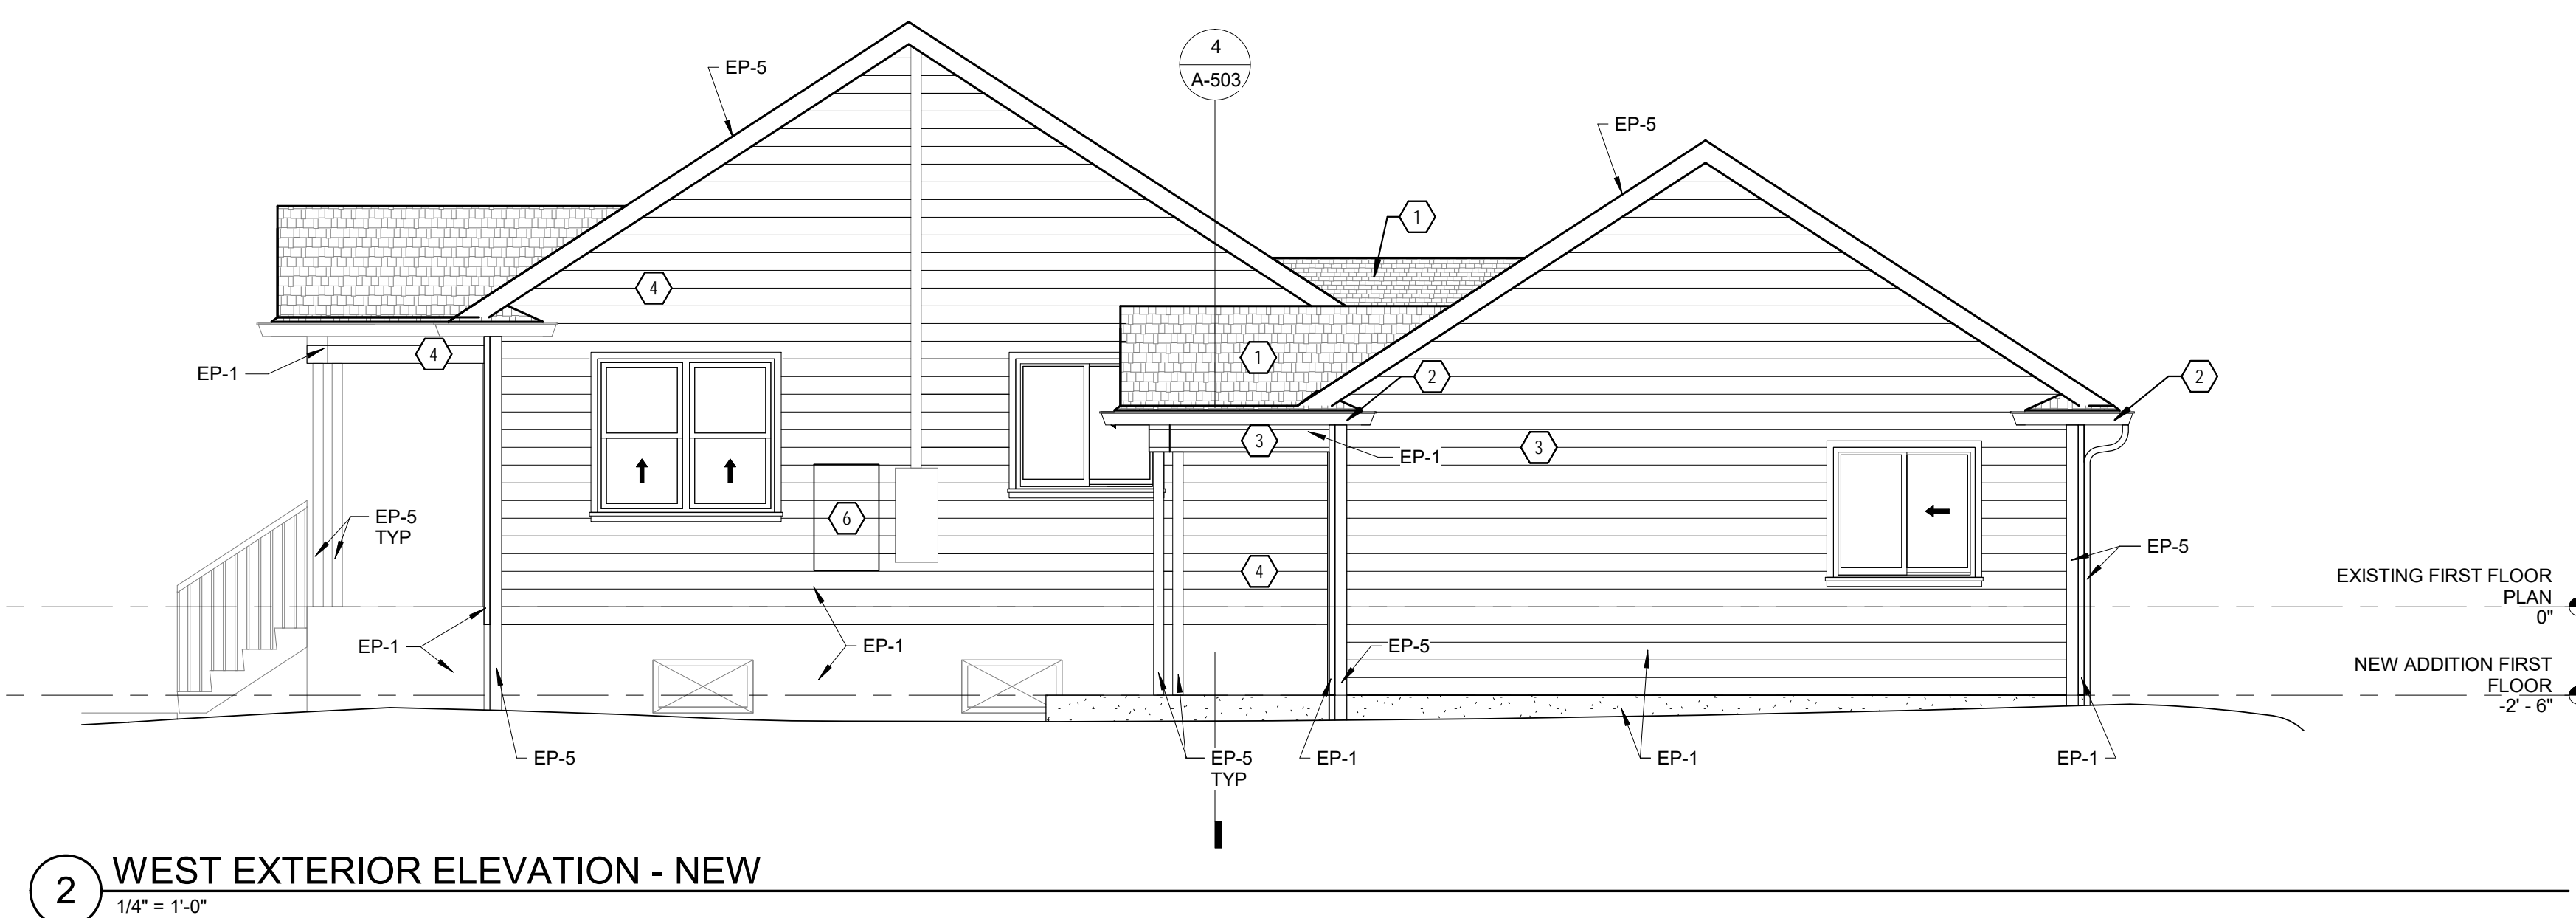 4
A-503
EP-5
EP-5
1
4
1
2
2
4
EP-1
3
EP-1
3
6
EP-5
TYP
EP-5
4
EXISTING FIRST FLOOR
PLAN
0"
EP-1
EP-1
EP-5
NEW ADDITION FIRST
FLOOR
-2' - 6"
EP-5
EP-5
TYP
EP-1
EP-1
EP-1
2
WEST EXTERIOR ELEVATION - NEW
1/4" = 1'-0"